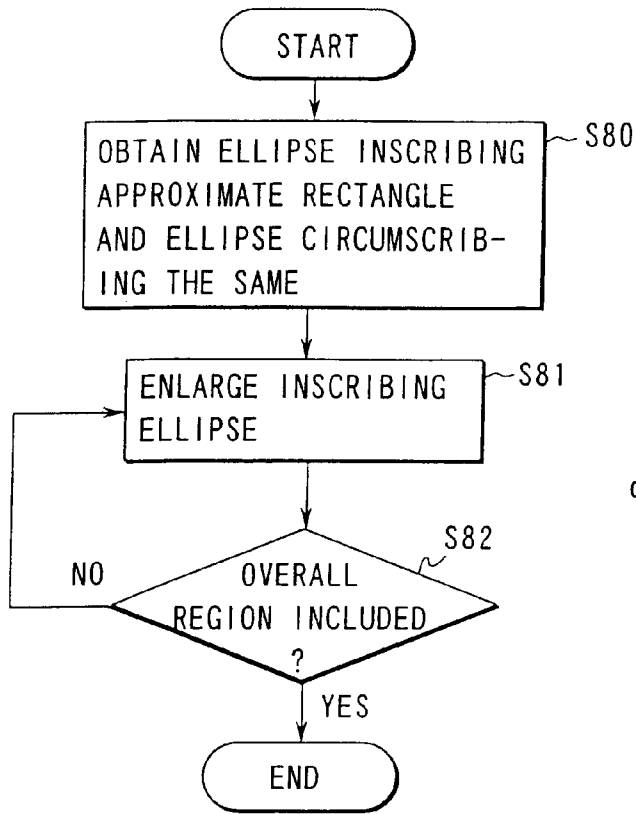 START
OBTAIN ELLIPSE INSCRIBING
APPROXIMATE RECTANGLE
AND ELLIPSE CIRCUMSCRIB-
ING THE SAME
S80
ENLARGE INSCRIBING
ELLIPSE
S81
S82
OVERALL
REGION INCLUDED
?
NO
YES
END